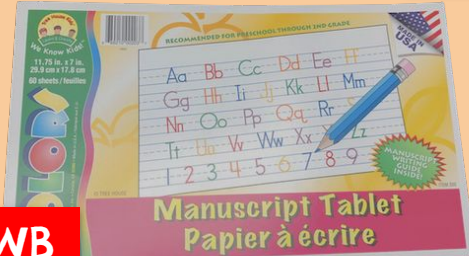 We Know Kids!
11.75 in. x 7 in.
29.9 cm x 17.8 cm
60 sheets / feuilles
RECOMMENDED FOR PRESCHOOL THROUGH 2ND GRADE
MADE IN
USA
Aa Bb Cc Dd Ee Ff
Gg Hh Ii Jj Kk Ll Mm
Nn Oo Pp Qq Rr
Tt Uu Vv Ww Xx Zz
1 2 3 4 5 6 7 8 9
MANUSCRIPT
WRITING
GUIDE
INSIDE!
Manuscript Tablet
Papier à écrire
WB